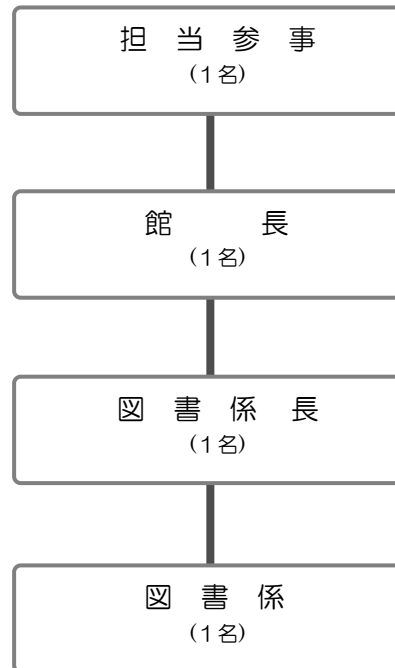 担 当 参 事
(1名)
館 長
(1名)
図 書 係 長
(1名)
図 書 係
(1名)